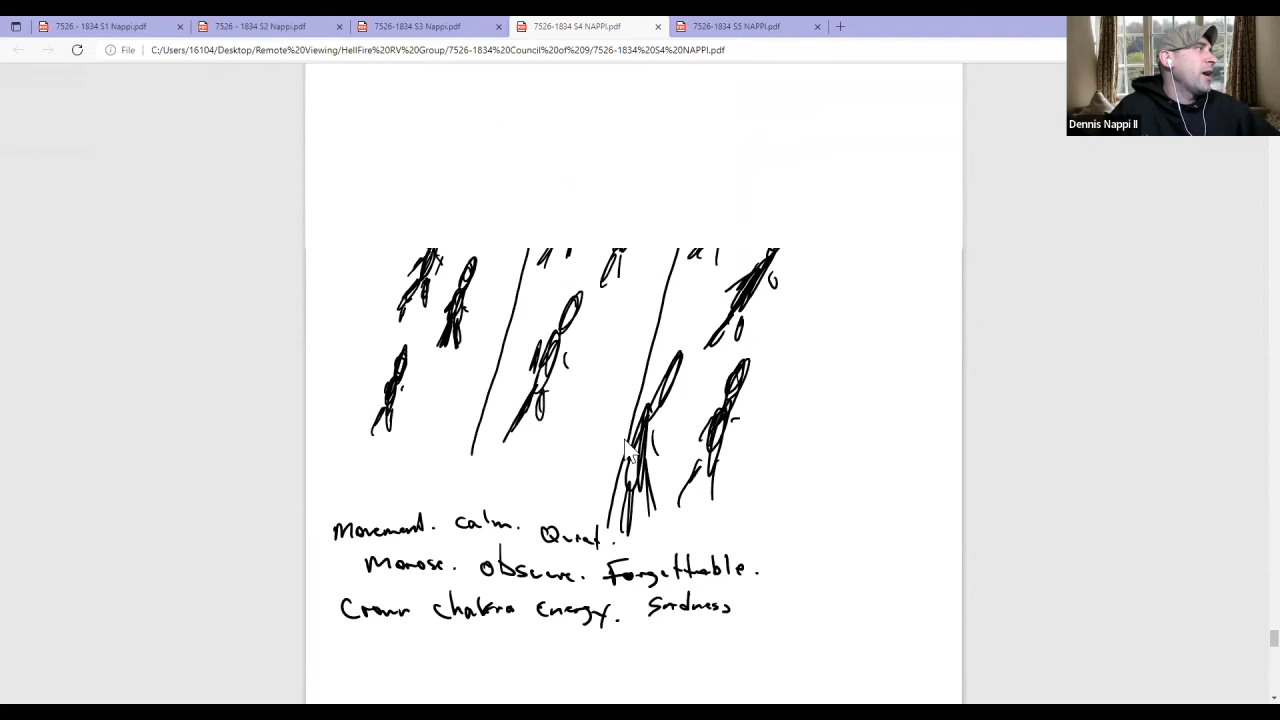 7526 - 1834 S1 Nappi.pdf
7526 - 1834 S2 Nappi.pdf
7526-1834 S3 Nappi.pdf
7526-1834 S4 NAPPI.pdf
7526-1834 S5 NAPPI.pdf
File C:/Users/16104/Desktop/Remote%20Viewing/HellFire%20RV%20Group/7526-1834%20Council%20of%209/7526-1834%20S4%20NAPPI.pdf
Dennis Nappi II
Movement. Calm. Quiet.
Morose. Obscure. Forgettable.
Crown Chakra Energy. Sadness